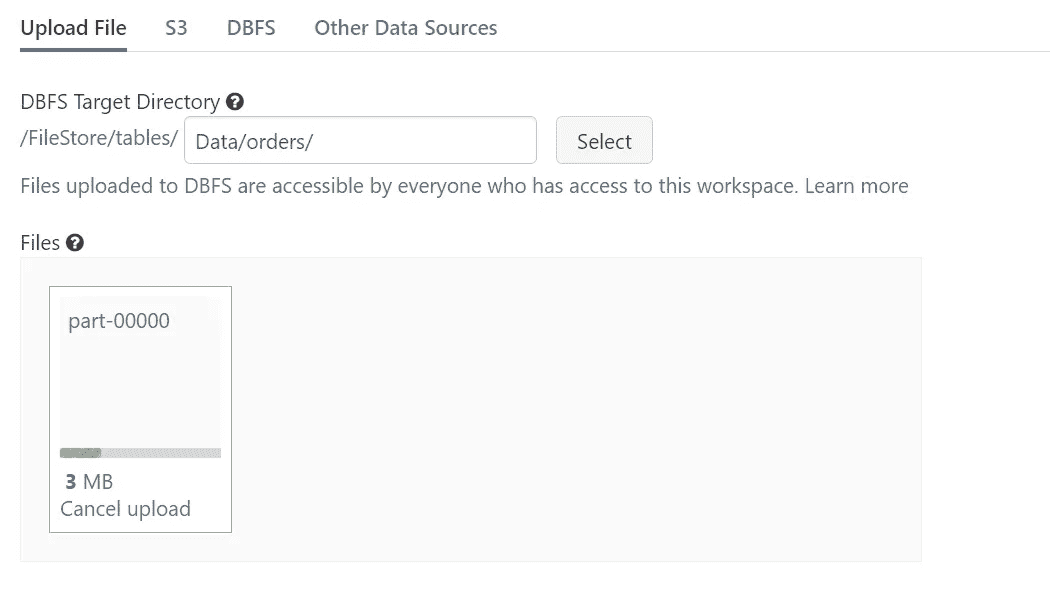 Upload File S3 DBFS Other Data Sources
DBFS Target Directory ?
/FileStore/tables/ Data/orders/ Select
Files uploaded to DBFS are accessible by everyone who has access to this workspace. Learn more
Files ?
part-00000
3 MB
Cancel upload